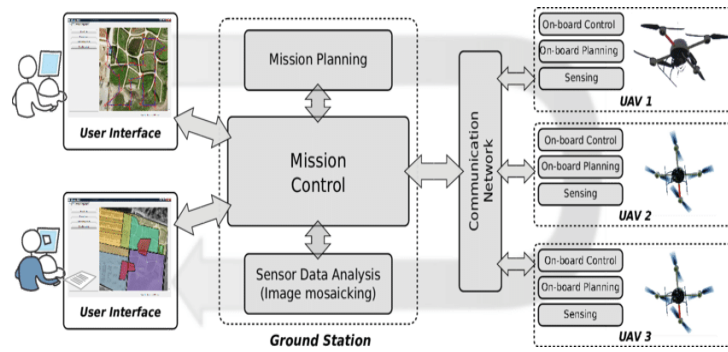 User Interface
User Interface
Mission Planning
Mission
Control
Sensor Data Analysis
(Image mosaicking)
Ground Station
Communication
Network
On-board Control
On-board Planning
Sensing
UAV 1
On-board Control
On-board Planning
Sensing
UAV 2
On-board Control
On-board Planning
Sensing
UAV 3